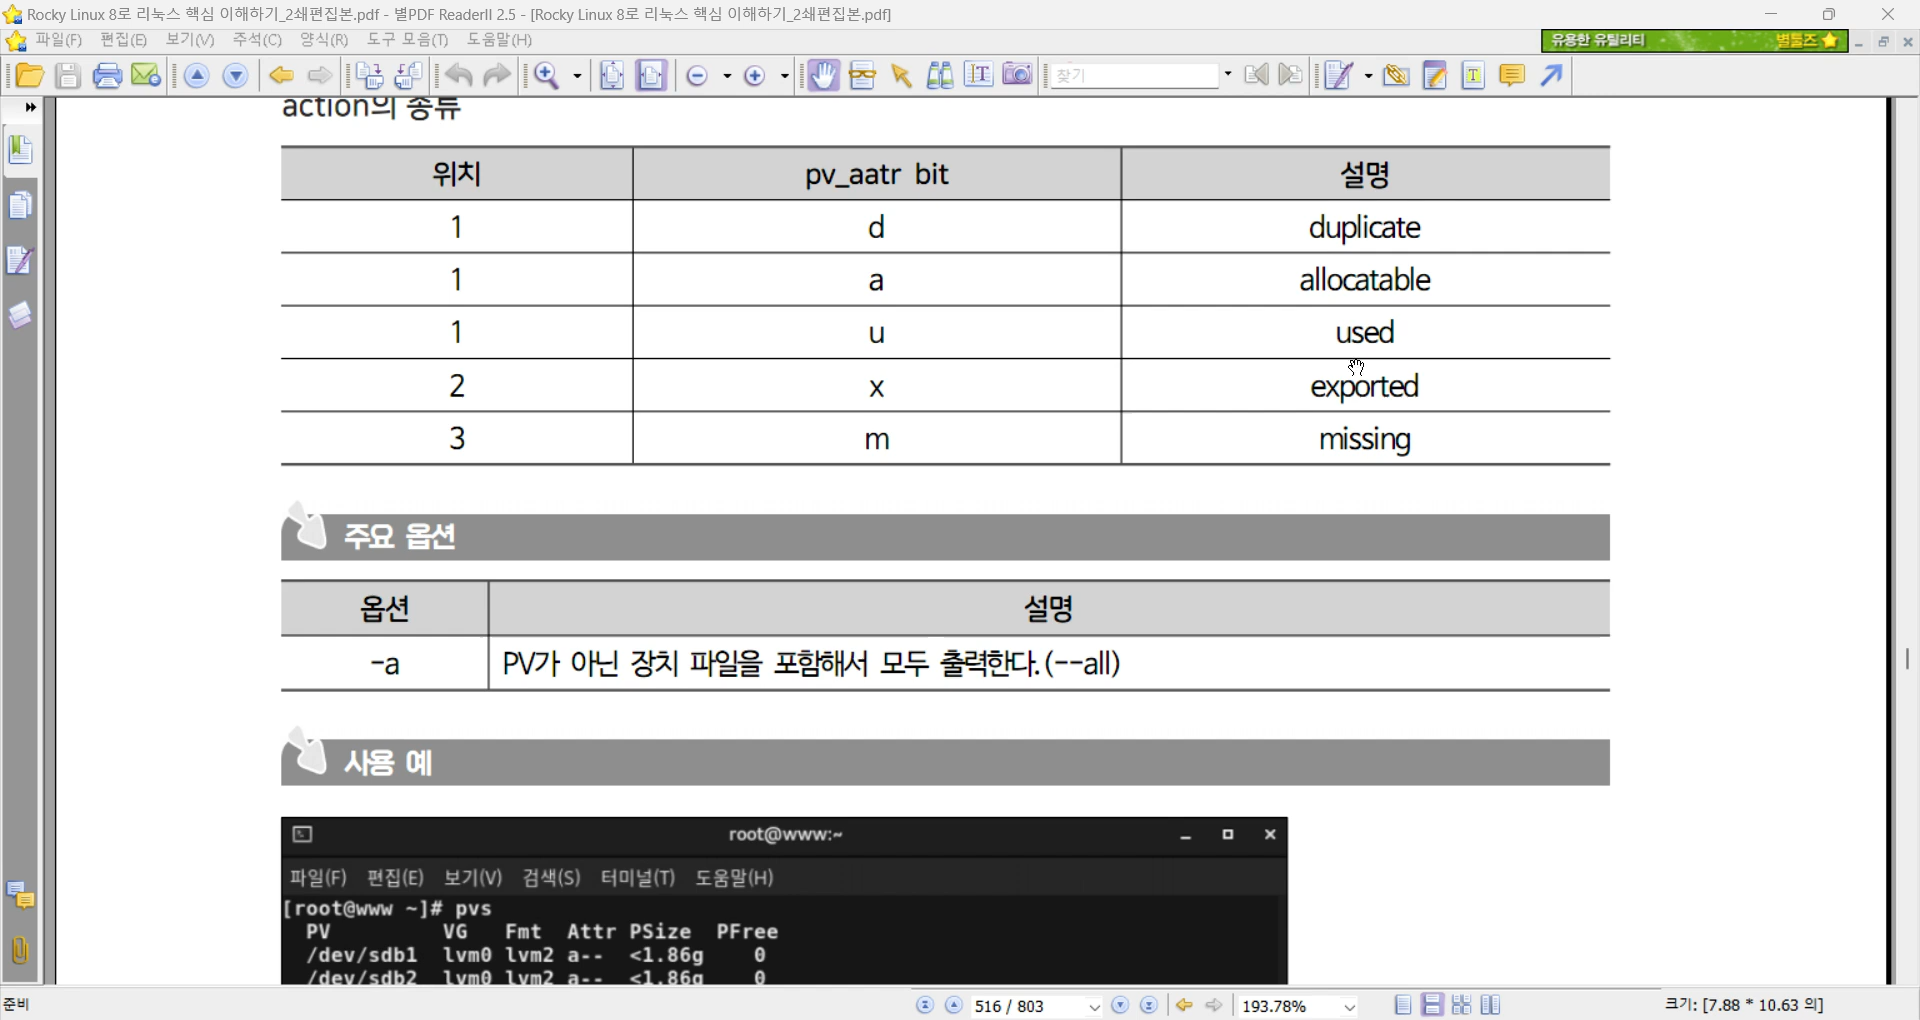 Rocky Linux 8로 리눅스 핵심 이해하기_2쇄편집본.pdf - 별PDF ReaderII 2.5 - [Rocky Linux 8로 리눅스 핵심 이해하기_2쇄편집본.pdf]
파일(F) 편집(E) 보기(V) 주석(C) 양식(R) 도구 모음(T) 도움말(H)
유용한 유틸리티 별툴즈
찾기
action의 종류
위치 pv_aatr bit 설명
1 d duplicate
1 a allocatable
1 u used
2 x exported
3 m missing
주요 옵션
옵션 설명
-a PV가 아닌 장치 파일을 포함해서 모두 출력한다.(--all)
사용 예
root@www:~
파일(F) 편집(E) 보기(V) 검색(S) 터미널(T) 도움말(H)
[root@www ~]# pvs
PV VG Fmt Attr PSize PFree
/dev/sdb1 lvm0 lvm2 a-- <1.86g 0
/dev/sdb2 lvm0 lvm2 a-- <1.86g 0
준비 516 / 803 193.78% 크기: [7.88 * 10.63 의]